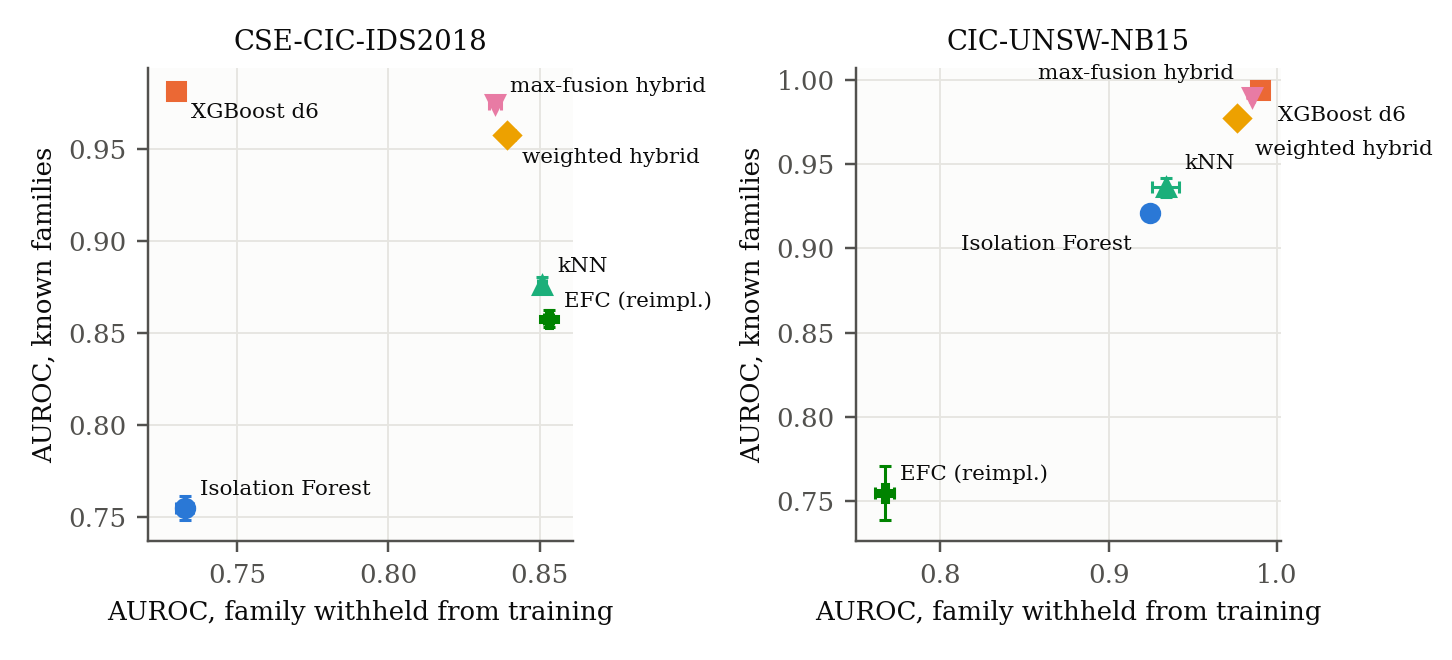 CSE-CIC-IDS2018
XGBoost d6
max-fusion hybrid
weighted hybrid
kNN
EFC (reimpl.)
Isolation Forest
0.95
0.90
0.85
0.80
0.75
AUROC, known families
0.75
0.80
0.85
AUROC, family withheld from training
CIC-UNSW-NB15
max-fusion hybrid
XGBoost d6
weighted hybrid
kNN
Isolation Forest
EFC (reimpl.)
1.00
0.95
0.90
0.85
0.80
0.75
AUROC, known families
0.8
0.9
1.0
AUROC, family withheld from training